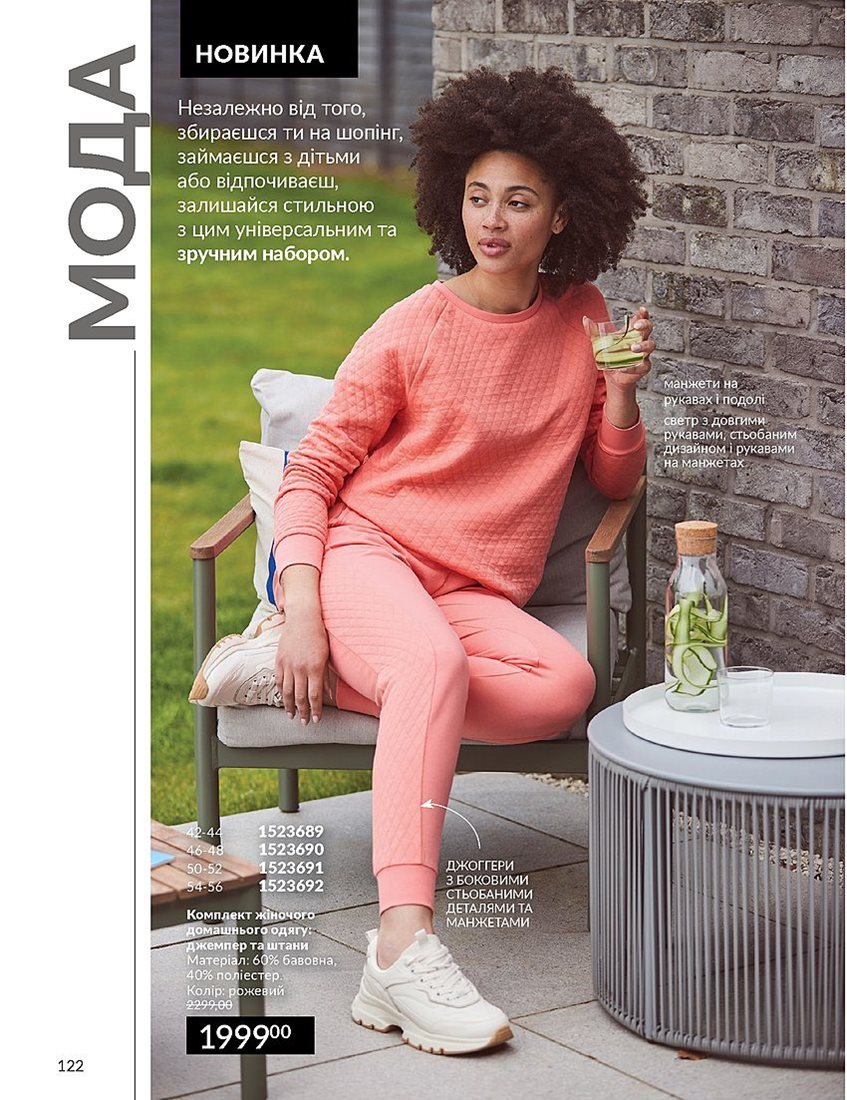 МОДА
НОВИНКА
Незалежно від того,
збираєшся ти на шопінг,
займаєшся з дітьми
або відпочиваєш,
залишайся стильною
з цим універсальним та
зручним набором.
манжети на
рукавах і подолі
светр з довгими
рукавами, стьобаним
дизайном і рукавами
на манжетах
42-44 1523689
46-48 1523690
50-52 1523691
54-56 1523692
ДЖОГГЕРИ
З БОКОВИМИ
СТЬОБАНИМИ
ДЕТАЛЯМИ ТА
МАНЖЕТАМИ
Комплект жіночого
домашнього одягу:
джемпер та штани
Матеріал: 60% бавовна,
40% поліестер.
Колір: рожевий
2299,00
199900
122